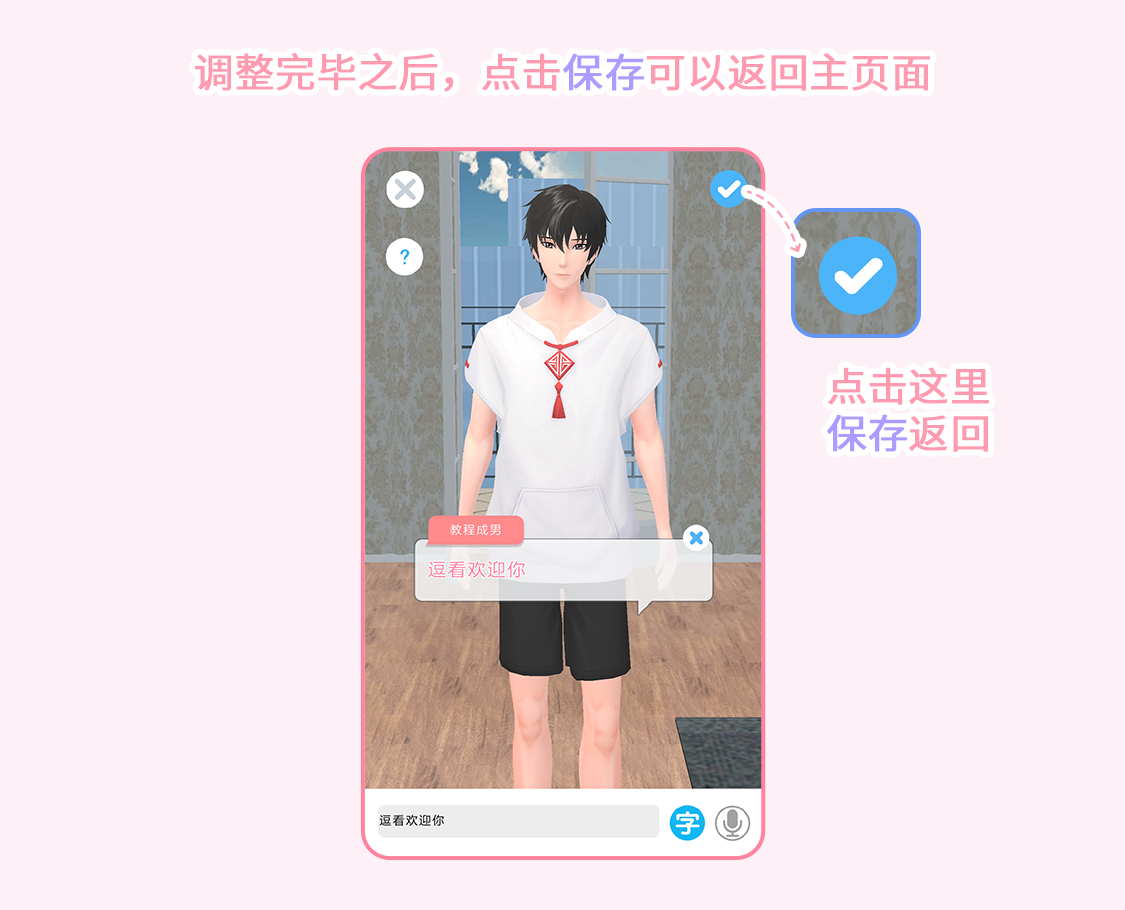 调整完毕之后，点击保存可以返回主页面
?
点击这里
保存返回
教程成男
逗看欢迎你
逗看欢迎你
字